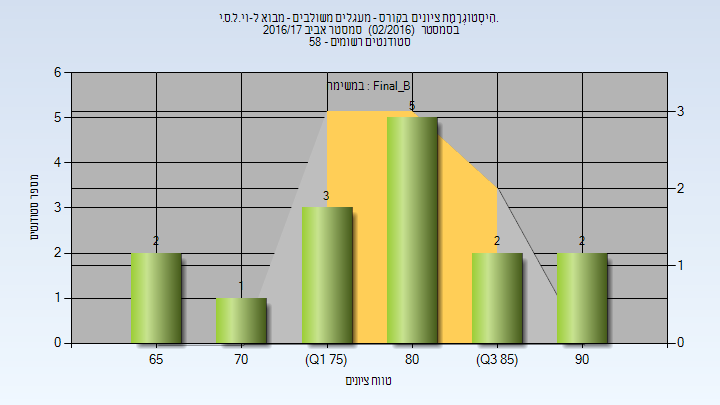 היסטוגרמת ציונים בקורס - מעגלים משולבים - מבוא ל-וי.ל.ס.י.
בסמסטר (02/2016) סמסטר אביב 2016/17
58 - סטודנטים רשומים
במשימה : Final_B
מספר סטודנטים
6
5
4
3
2
1
0
3
2
1
0
2
1
3
5
2
2
65
70
(Q1 75)
80
(Q3 85)
90
טווח ציונים